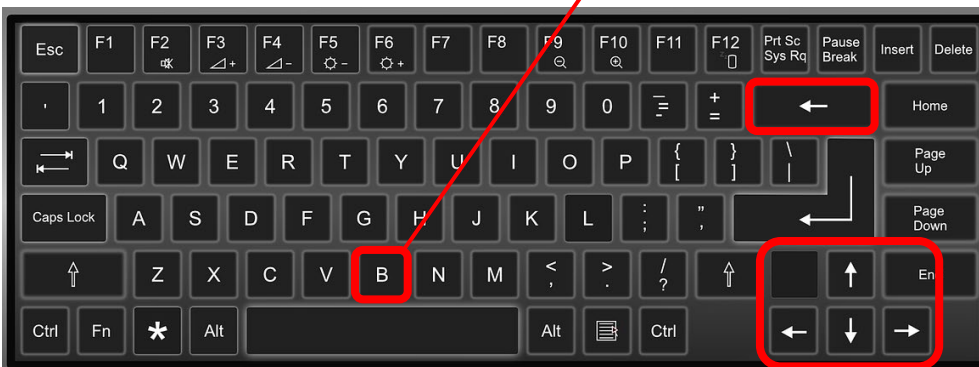 Esc F1 F2 F3 F4 F5 F6 F7 F8 F9 F10 F11 F12 Prt Sc Sys Rq Pause Break Insert Delete
' 1 2 3 4 5 6 7 8 9 0 = - + = ← Home
Q W E R T Y U I O P { [ } ] \ | Page Up
Caps Lock A S D F G H J K L : ; " , Page Down
⇧ Z X C V B N M < , > . / ? ⇧ ↑ En
Ctrl Fn * Alt Alt Ctrl ← ↓ →